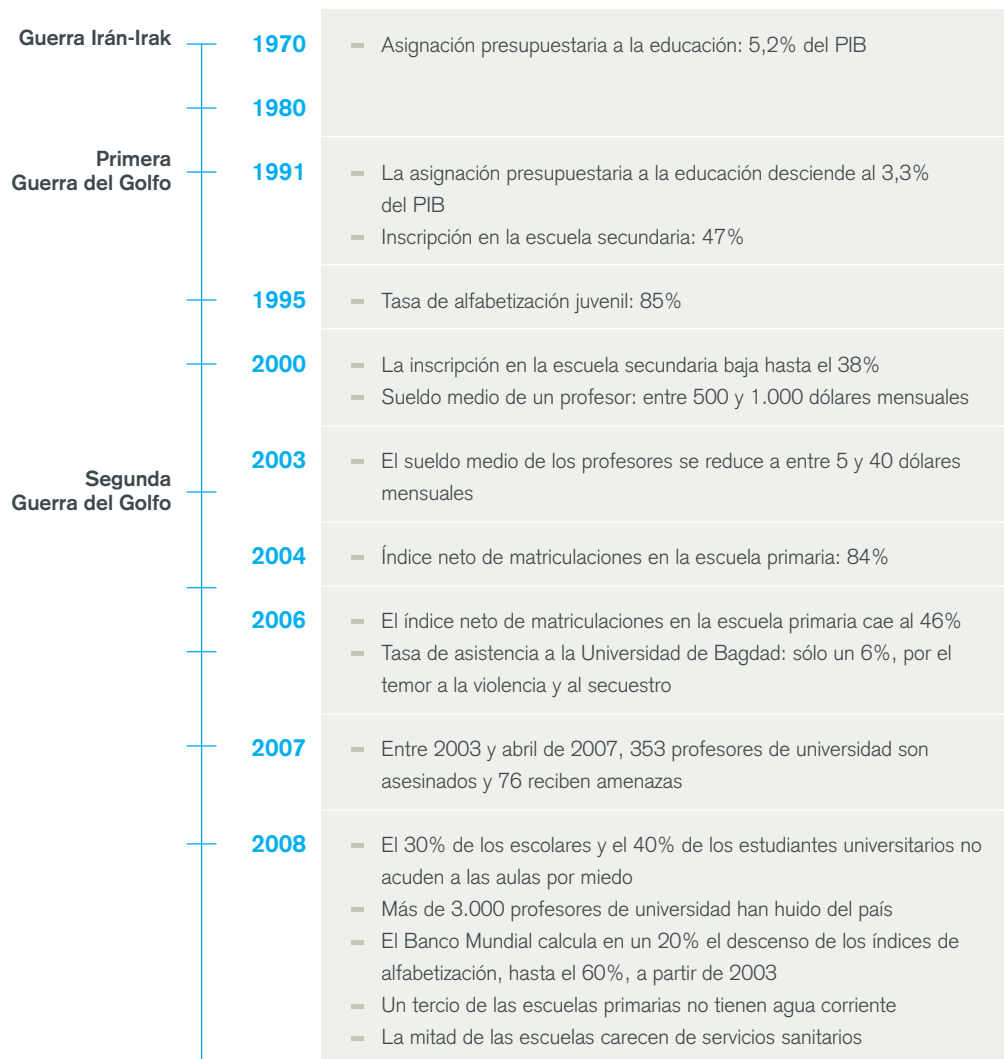 Guerra Irán-Irak
1970
– Asignación presupuestaria a la educación: 5,2% del PIB
1980
Primera
Guerra del Golfo
1991
– La asignación presupuestaria a la educación desciende al 3,3%
del PIB
– Inscripción en la escuela secundaria: 47%
1995
– Tasa de alfabetización juvenil: 85%
2000
– La inscripción en la escuela secundaria baja hasta el 38%
– Sueldo medio de un profesor: entre 500 y 1.000 dólares mensuales
Segunda
Guerra del Golfo
2003
– El sueldo medio de los profesores se reduce a entre 5 y 40 dólares
mensuales
2004
– Índice neto de matriculaciones en la escuela primaria: 84%
2006
– El índice neto de matriculaciones en la escuela primaria cae al 46%
– Tasa de asistencia a la Universidad de Bagdad: sólo un 6%, por el
temor a la violencia y al secuestro
2007
– Entre 2003 y abril de 2007, 353 profesores de universidad son
asesinados y 76 reciben amenazas
2008
– El 30% de los escolares y el 40% de los estudiantes universitarios no
acuden a las aulas por miedo
– Más de 3.000 profesores de universidad han huido del país
– El Banco Mundial calcula en un 20% el descenso de los índices de
alfabetización, hasta el 60%, a partir de 2003
– Un tercio de las escuelas primarias no tienen agua corriente
– La mitad de las escuelas carecen de servicios sanitarios